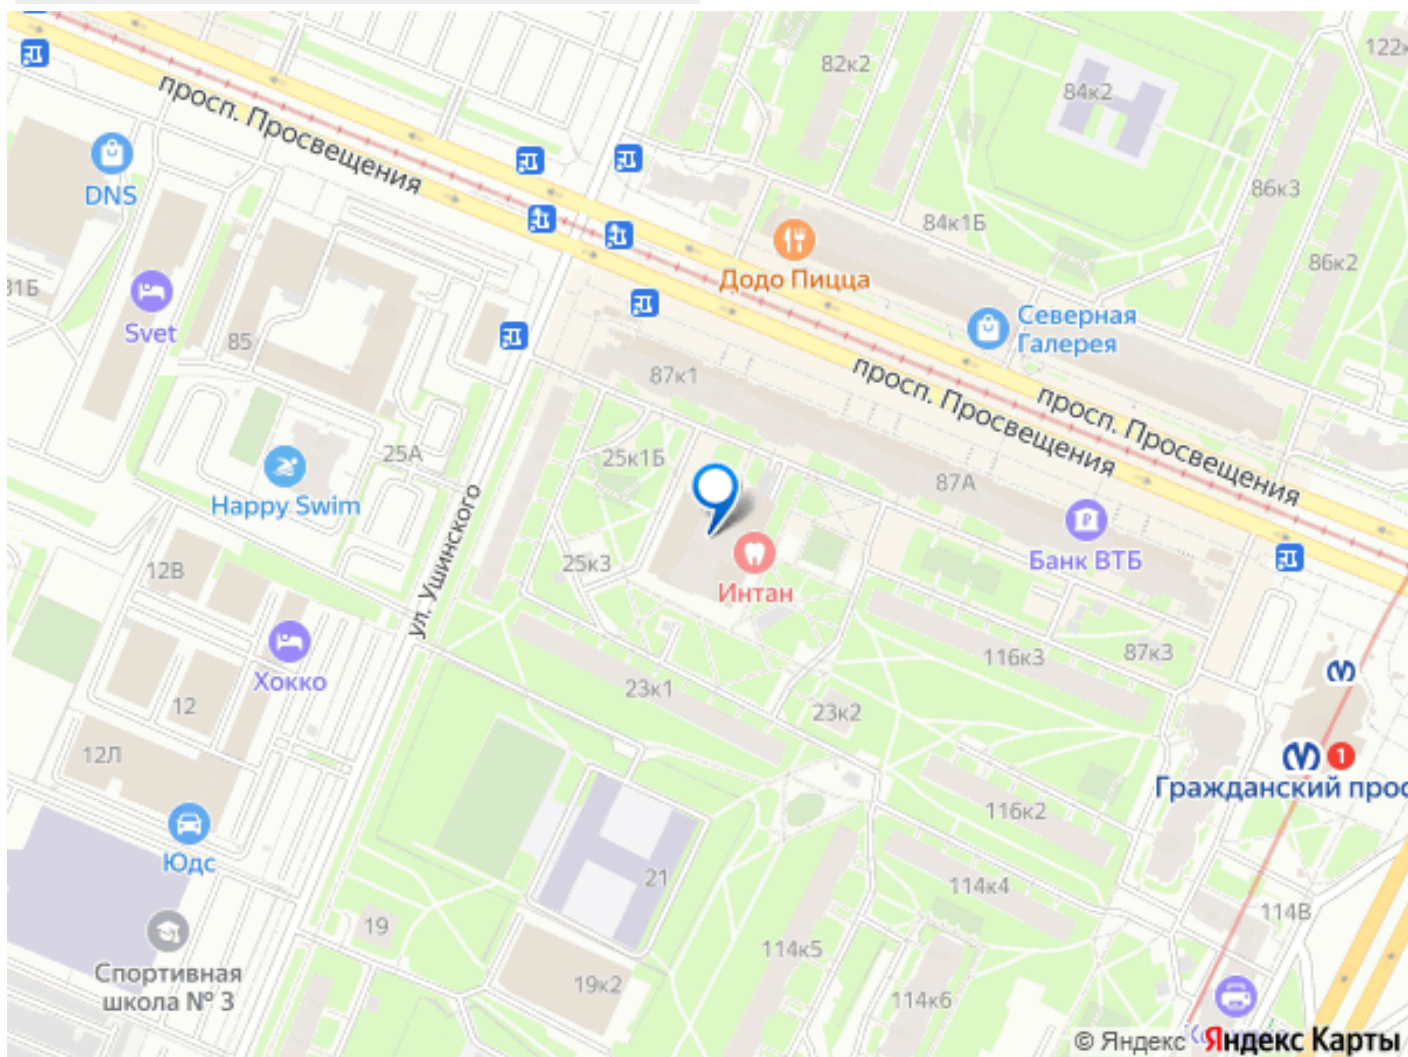 82к2
84к2
122к
просп. Просвещения
DNS
86к3
84к1Б
86к2
Додо Пицца
31Б
Svet
85
Северная
Галерея
87к1
просп. Просвещения
просп. Просвещения
25А
25к1Б
87А
Happy Swim
ул. Ушинского
Банк ВТБ
12В
25к3
Интан
Хокко
23к1
116к3
87к3
12
23к2
12Л
1
Гражданский прос
116к2
Юдс
21
114к4
19
114В
114к5
Спортивная
школа № 3
19к2
114к6
© Яндекс
Яндекс Карты